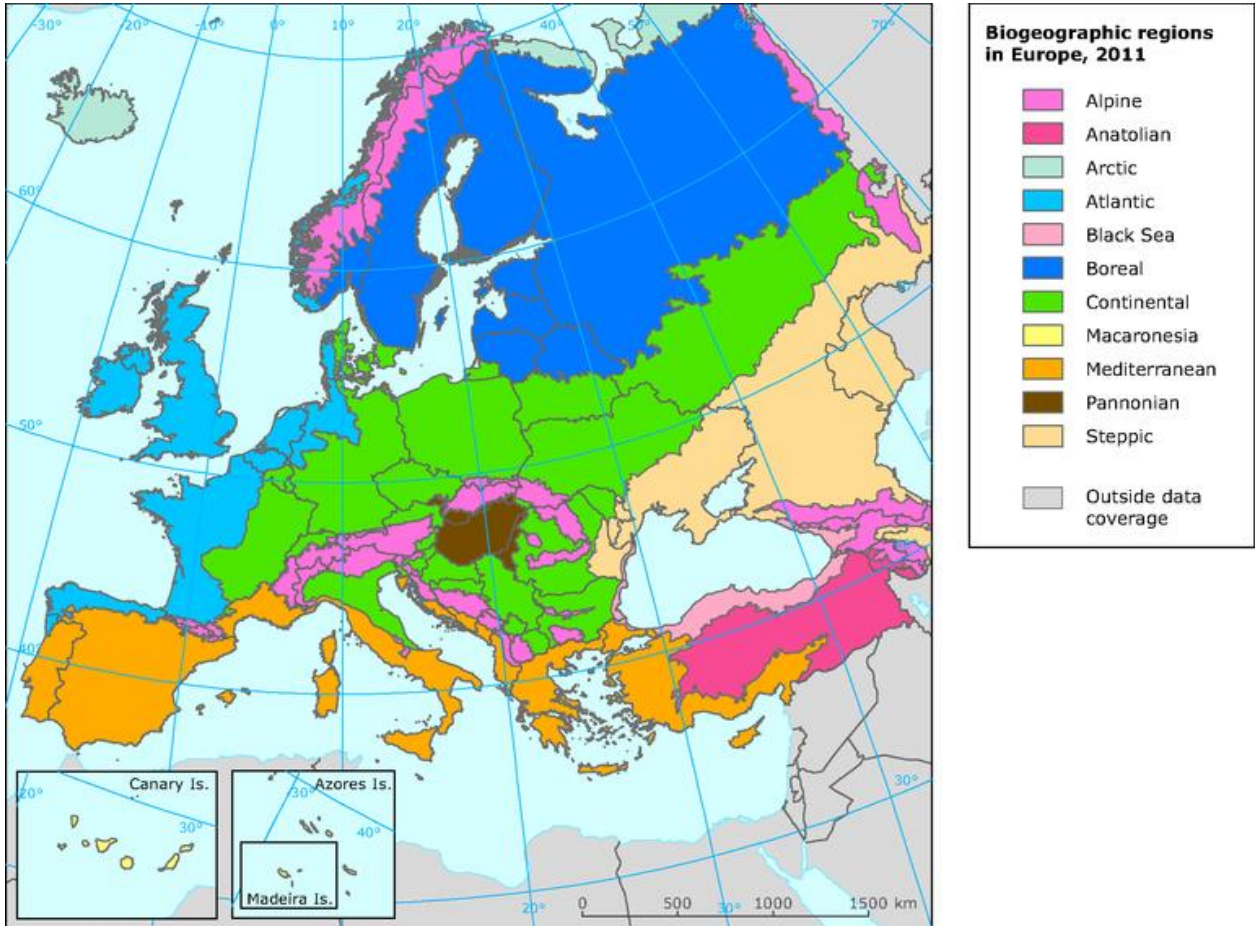 -30°
-20°
-10°
0°
10°
20°
30°
40°
50°
60°
70°
60°
50°
40°
20°
30°
Canary Is.
30°
Azores Is.
30°
40°
Madeira Is.
20°
30°
0 500 1000 1500 km
Biogeographic regions
in Europe, 2011
Alpine
Anatolian
Arctic
Atlantic
Black Sea
Boreal
Continental
Macaronesia
Mediterranean
Pannonian
Steppic
Outside data
coverage